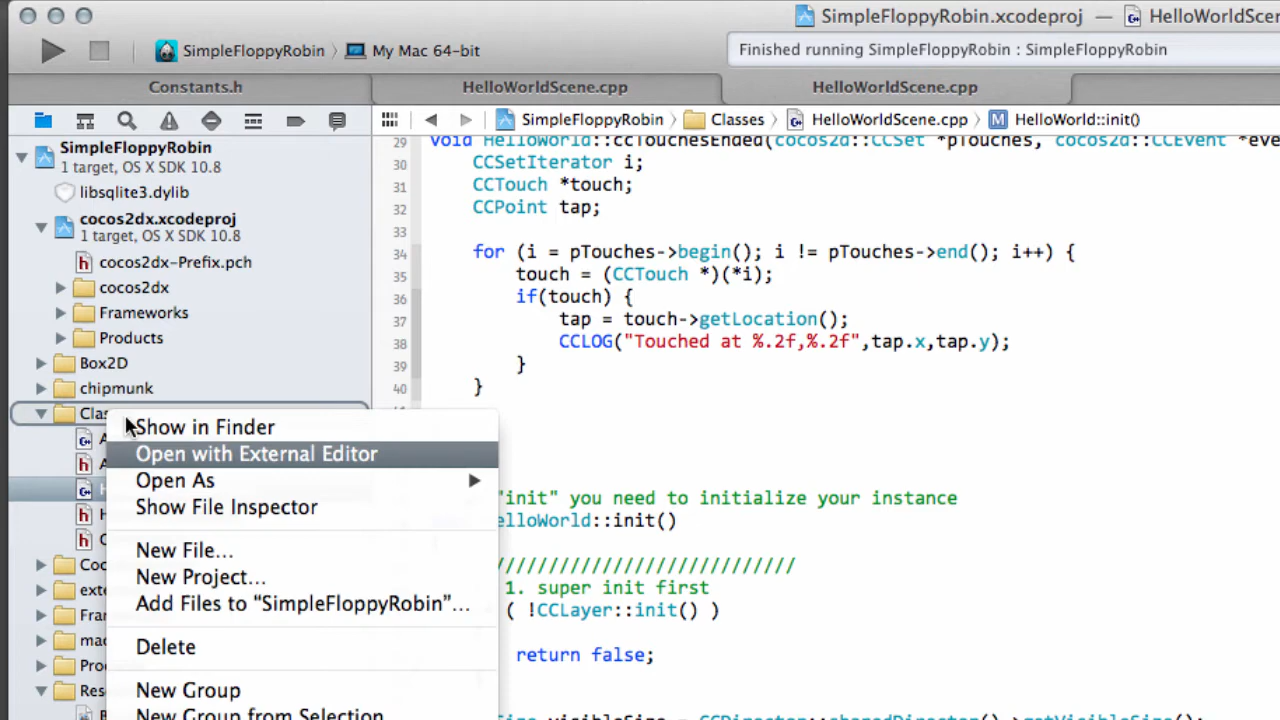 SimpleFloppyRobin.xcodeproj — HelloWorldScen
SimpleFloppyRobin 〉 My Mac 64-bit
Finished running SimpleFloppyRobin : SimpleFloppyRobin
Constants.h
HelloWorldScene.cpp
HelloWorldScene.cpp
SimpleFloppyRobin 〉 Classes 〉 HelloWorldScene.cpp 〉 M HelloWorld::init()
SimpleFloppyRobin
1 target, OS X SDK 10.8
libsqlite3.dylib
cocos2dx.xcodeproj
1 target, OS X SDK 10.8
h cocos2dx-Prefix.pch
cocos2dx
Frameworks
Products
Box2D
chipmunk
Clas
h
h
h
ext
Fra
mac
Pro
Res
29 void HelloWorld::ccTouchesEnded(cocos2d::CCSet *pTouches, cocos2d::CCEvent *eve
30 CCSetIterator i;
31 CCTouch *touch;
32 CCPoint tap;
33
34 for (i = pTouches->begin(); i != pTouches->end(); i++) {
35 touch = (CCTouch *)(*i);
36 if(touch) {
37 tap = touch->getLocation();
38 CCLOG("Touched at %.2f,%.2f",tap.x,tap.y);
39 }
40 }
Show in Finder
Open with External Editor
Open As
Show File Inspector
New File...
New Project...
Add Files to “SimpleFloppyRobin”...
Delete
New Group
New Group from Selection
"init" you need to initialize your instance
elloWorld::init()
////////////////////////////
1. super init first
( !CCLayer::init() )
return false;
Size visibleSize = CCDirector::sharedDirector()->getVisibleSize();